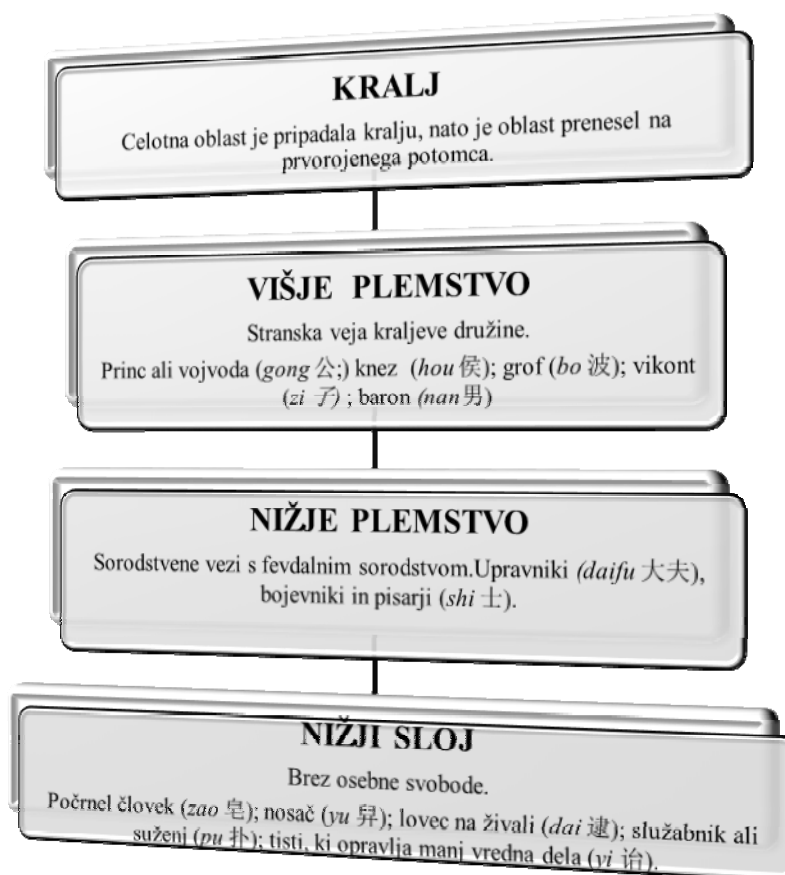 KRALJ
Celotna oblast je pripadala kralju, nato je oblast prenesel na
prvorojenega potomca.
VIŠJE PLEMSTVO
Stranska veja kraljeve družine.
Princ ali vojvoda (gong 公;) knez (hou 侯); grof (bo 波); vikont
(zi 子) ; baron (nan 男)
NIŽJE PLEMSTVO
Sorodstvene vezi s fevdalnim sorodstvom.Upravniki (daifu 大夫),
bojevniki in pisarji (shi 士).
NIŽJI SLOJ
Brez osebne svobode.
Počrnel človek (zao 皂); nosač (yu 舁); lovec na živali (dai 逮); služabnik ali
suženj (pu 扑); tisti, ki opravlja manj vredna dela (yi 诒).